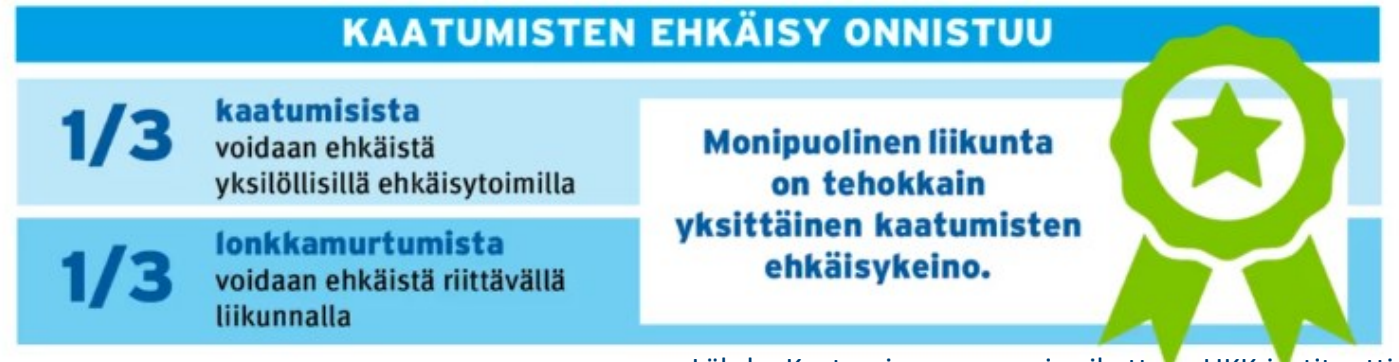 KAATUMISTEN EHKÄISY ONNISTUU
1/3
kaatumisista
voidaan ehkäistä
yksilöllisillä ehkäisytoimilla
1/3
lonkkamurtumista
voidaan ehkäistä riittävällä
liikunnalla
Monipuolinen liikunta
on tehokkain
yksittäinen kaatumisten
ehkäisykeino.